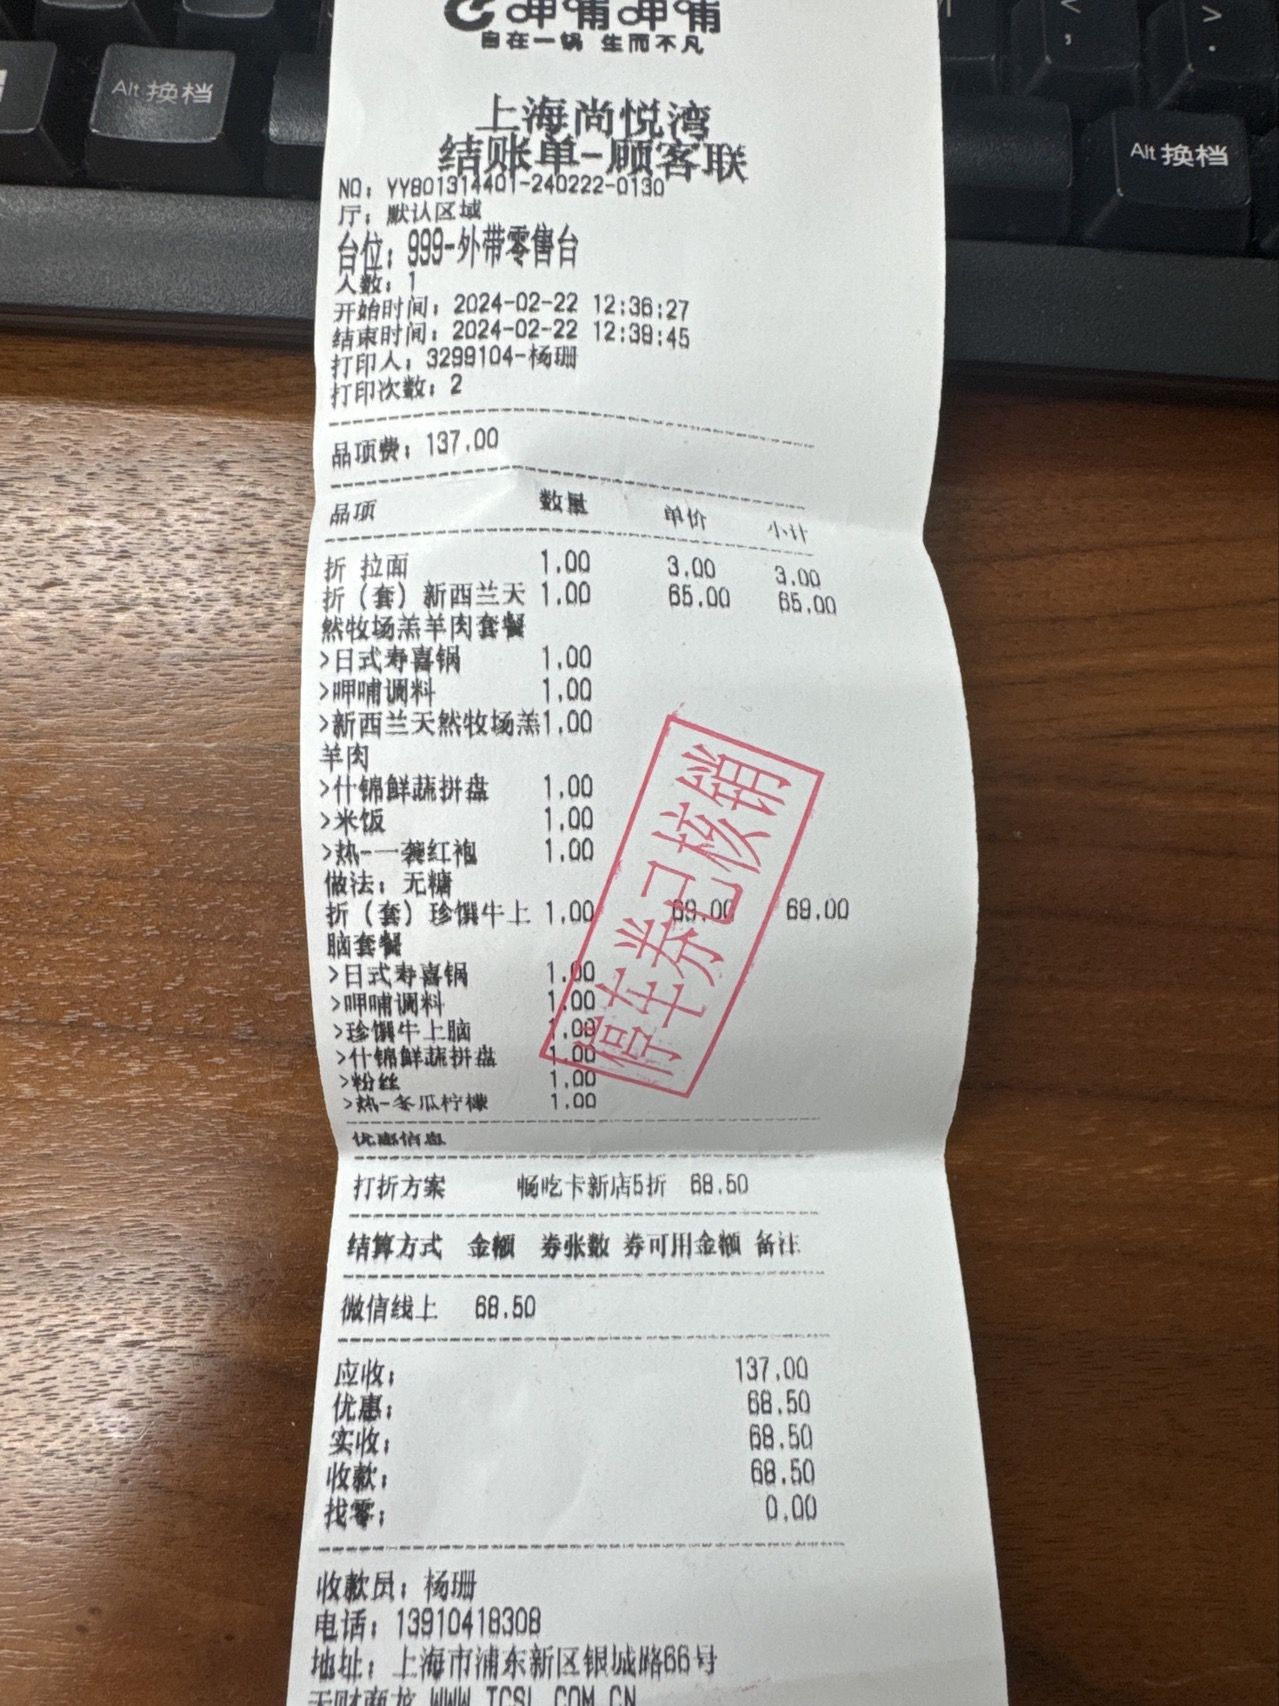 呷哺呷哺
自在一锅 生而不凡
Alt 换档
Alt 换档
上海尚悦湾
结账单-顾客联
NO: YY801314401-240222-0130
厅: 默认区域
台位: 999-外带零售台
人数: 1
开始时间: 2024-02-22 12:36:27
结束时间: 2024-02-22 12:39:45
打印人: 3299104-杨珊
打印次数: 2
品项费: 137.00
品项 数量 单价 小计
折 拉面 1.00 3.00 3.00
折（套）新西兰天 1.00 65.00 65.00
然牧场羔羊肉套餐
>日式寿喜锅 1.00
>呷哺调料 1.00
>新西兰天然牧场羔1.00
羊肉
>什锦鲜蔬拼盘 1.00
>米饭 1.00
>热-一袭红袍 1.00
做法: 无糖
折（套）珍馔牛上 1.00 69.00 69.00
脑套餐
>日式寿喜锅 1.00
>呷哺调料 1.00
>珍馔牛上脑 1.00
>什锦鲜蔬拼盘 1.00
>粉丝 1.00
>热-冬瓜柠檬 1.00
停车券已核销
优惠信息
打折方案 畅吃卡新店5折 68.50
结算方式 金额 券张数 券可用金额 备注
微信线上 68.50
应收: 137.00
优惠: 68.50
实收: 68.50
收款: 68.50
找零: 0.00
收款员: 杨珊
电话: 13910418308
地址: 上海市浦东新区银城路66号
天财商龙 WWW.TCSL.COM.CN